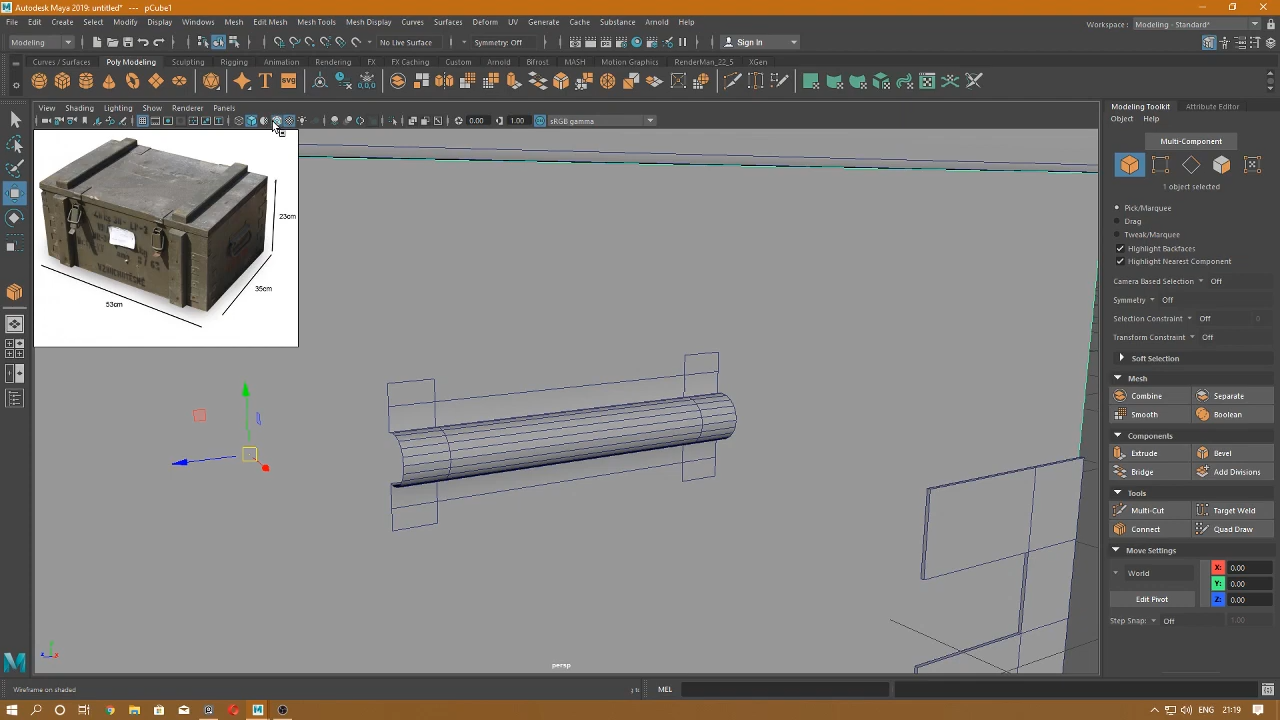 Autodesk Maya 2019: untitled* --- pCube1
File Edit Create Select Modify Display Windows Mesh Edit Mesh Mesh Tools Mesh Display Curves Surfaces Deform UV Generate Cache Substance Arnold Help
Workspace : Modeling - Standard*
Modeling No Live Surface Symmetry: Off Sign In
Curves / Surfaces Poly Modeling Sculpting Rigging Animation Rendering FX FX Caching Custom Arnold Bifrost MASH Motion Graphics RenderMan_22_5 XGen
View Shading Lighting Show Renderer Panels
0.00 1.00 sRGB gamma
23cm
35cm
53cm
persp
Modeling Toolkit Attribute Editor
Object Help
Multi-Component
1 object selected
Pick/Marquee
Drag
Tweak/Marquee
Highlight Backfaces
Highlight Nearest Component
Camera Based Selection Off
Symmetry Off
Selection Constraint Off 0
Transform Constraint Off
Soft Selection
Mesh
Combine Separate
Smooth Boolean
Components
Extrude Bevel
Bridge Add Divisions
Tools
Multi-Cut Target Weld
Connect Quad Draw
Move Settings
World
X: 0.00
Y: 0.00
Z: 0.00
Edit Pivot
Step Snap: Off 1.00
Wireframe on shaded
MEL
ENG 21:19